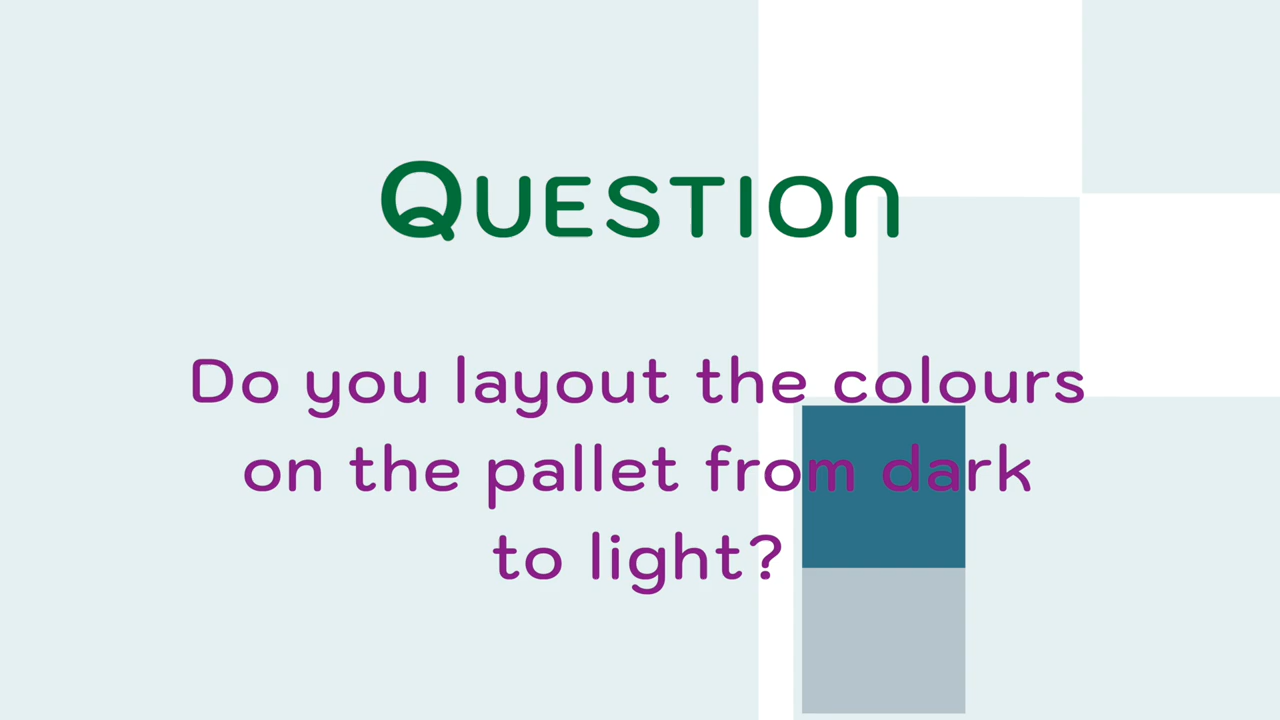 Question
Do you layout the colours
on the pallet from dark
to light?